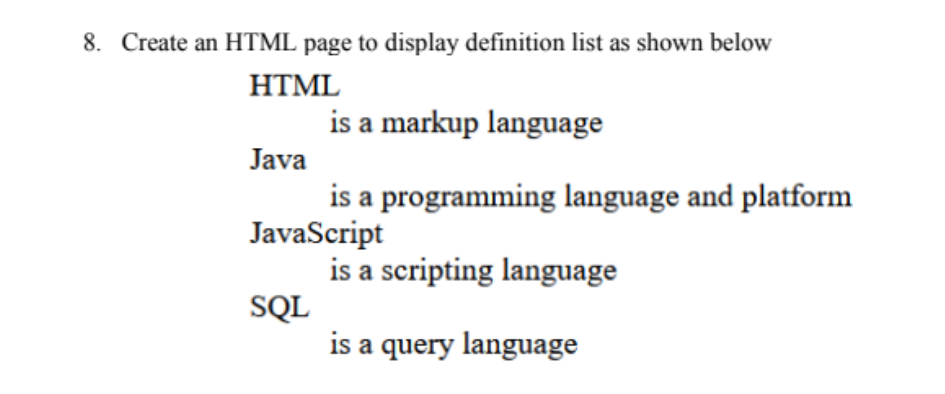 8. Create an HTML page to display definition list as shown below
HTML
is a markup language
Java
is a programming language and platform
JavaScript
is a scripting language
SQL
is a query language